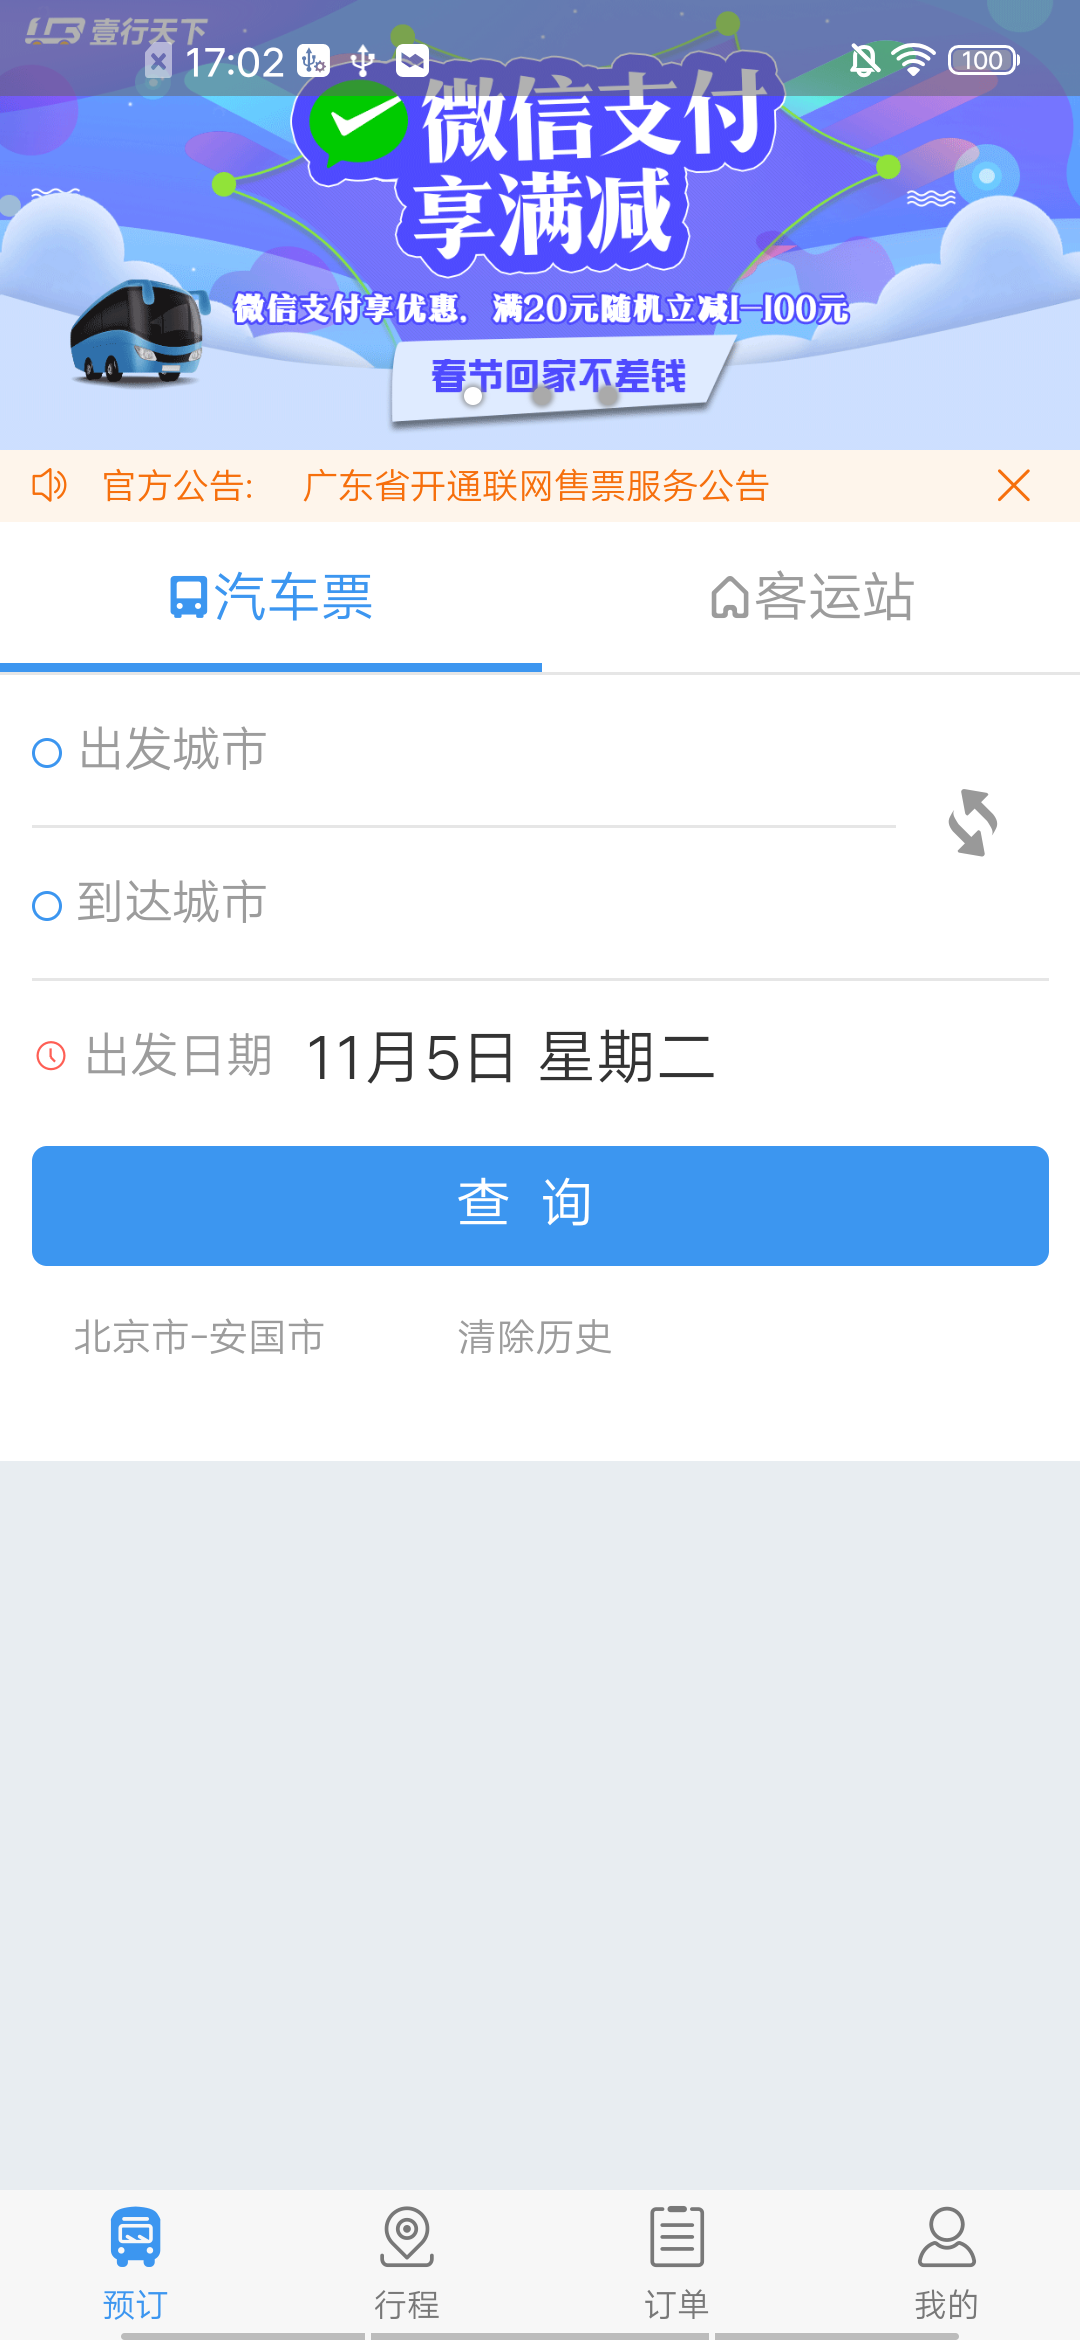 壹行天下
17:02
100
微信支付
享满减
微信支付享优惠，满20元随机立减1-100元
春节回家不差钱
官方公告: 广东省开通联网售票服务公告
汽车票 客运站
出发城市
到达城市
出发日期 11月5日 星期二
查 询
北京市-安国市 清除历史
预订 行程 订单 我的